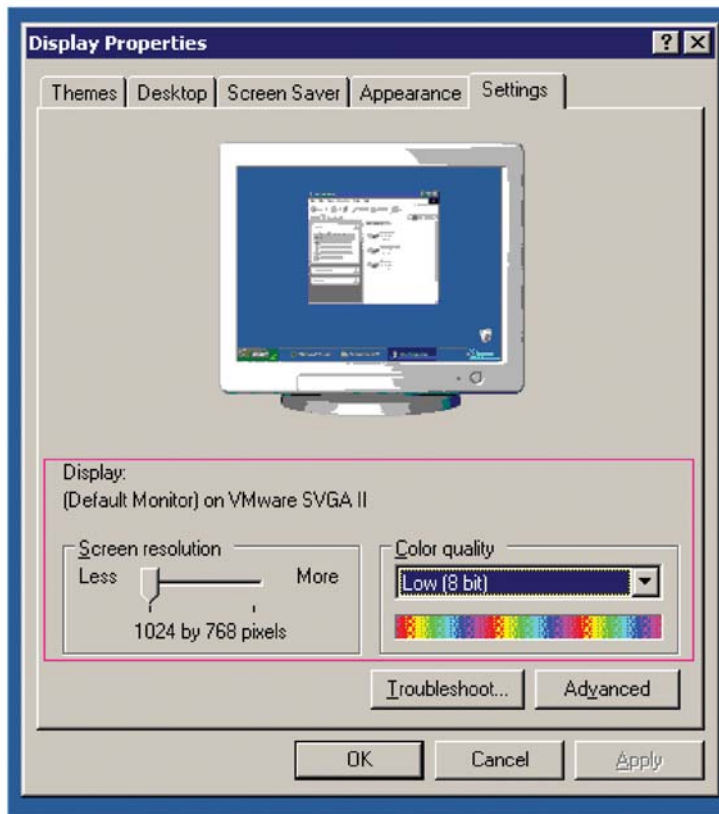 Display Properties
Themes Desktop Screen Saver Appearance Settings
Display:
(Default Monitor) on VMware SVGA II
Screen resolution
Less More
1024 by 768 pixels
Color quality
Low (8 bit)
Troubleshoot... Advanced
OK Cancel Apply